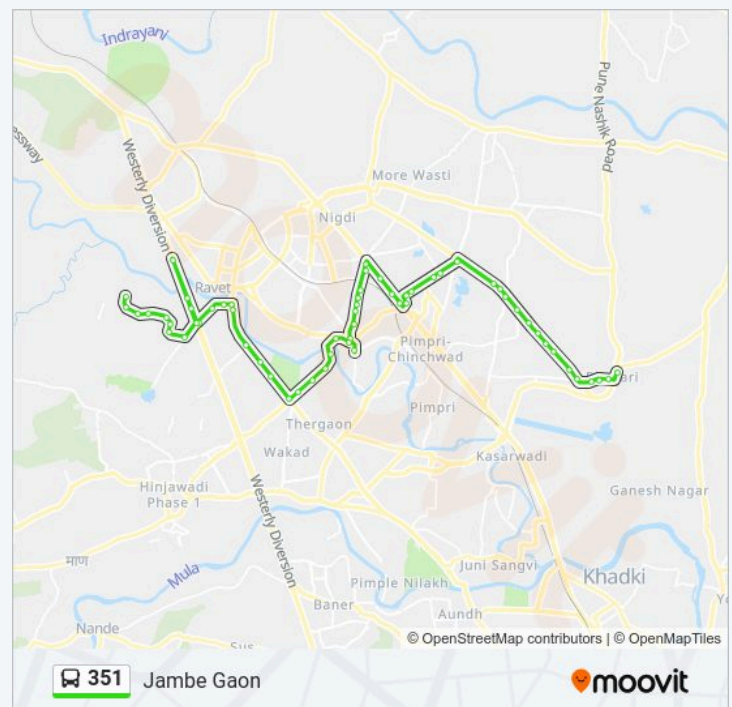 Indrayani
essway
Westerly Diversion
Pune Nashik Road
More Wasti
Nigdi
Ravet
Pimpri-
Chinchwad
Pimpri
Thergaon
Wakad
Kasarwadi
Hinjawadi
Phase 1
Westerly Diversion
Ganesh Nagar
माण
Mula
Juni Sangvi
Pimple Nilakh
Khadki
Baner
Aundh
Nande
Sus
© OpenStreetMap contributors | © OpenMapTiles
351 Jambe Gaon
moovit